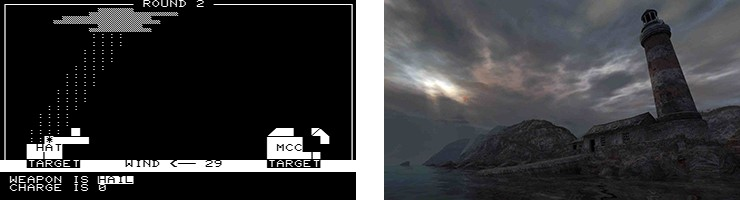 ROUND 2
HAT
MCC
TARGET WIND <-- 29 TARGET
WEAPON IS HAIL
CHARGE IS 0